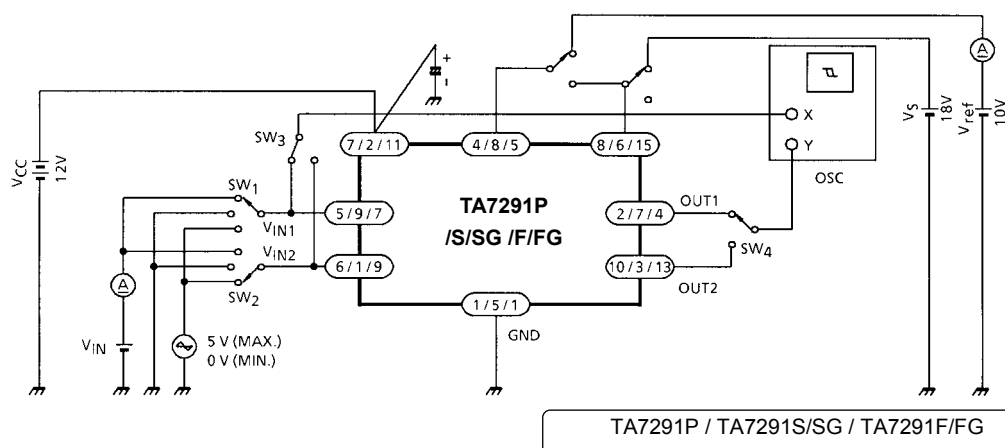 +
-
A
VS
18V
Vref
10V
X
Y
OSC
SW3
7 / 2 / 11
4 / 8 / 5
8 / 6 / 15
VCC
12V
SW1
VIN1
5 / 9 / 7
TA7291P
/S/SG /F/FG
2 / 7 / 4
OUT1
SW4
VIN2
6 / 1 / 9
10 / 3 / 13
OUT2
SW2
A
1 / 5 / 1
GND
VIN
5 V (MAX.)
0 V (MIN.)
TA7291P / TA7291S/SG / TA7291F/FG